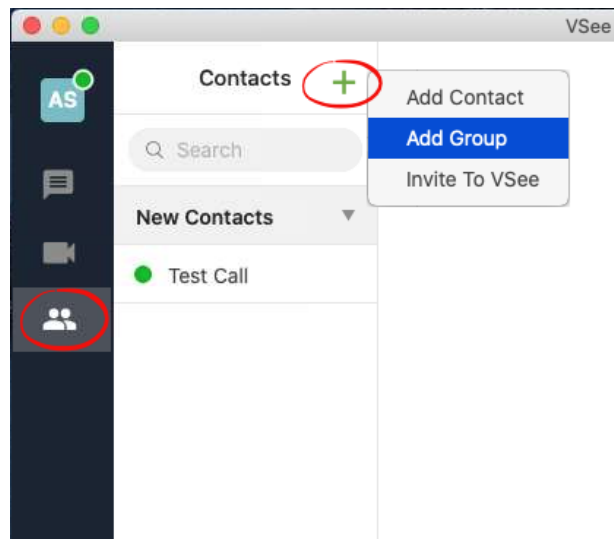 VSee
AS
Contacts
Add Contact
Add Group
Invite To VSee
Search
New Contacts
Test Call